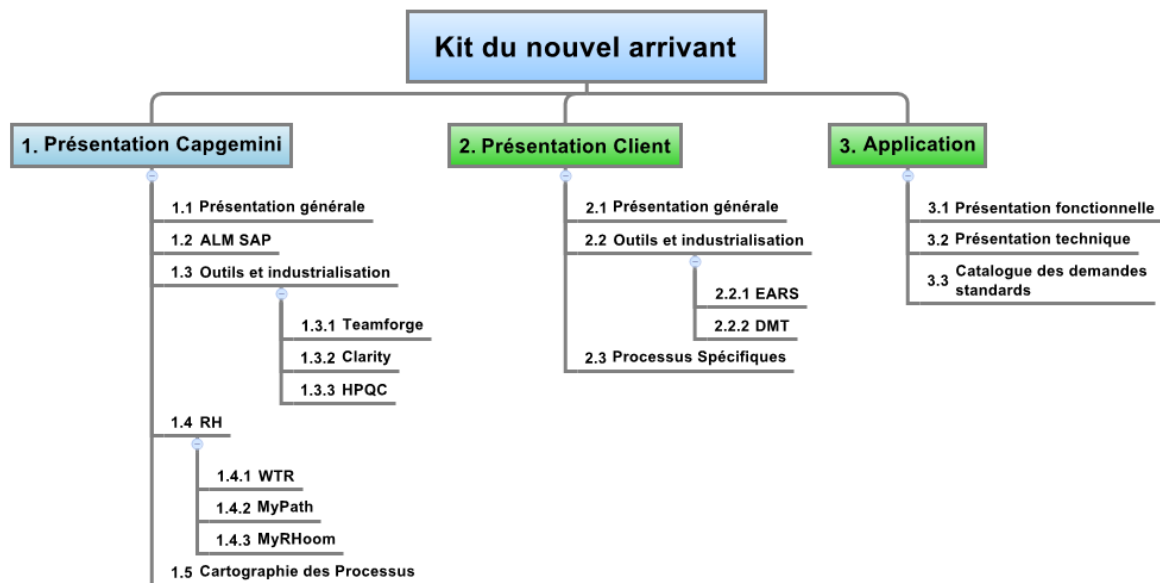 Kit du nouvel arrivant
1. Présentation Capgemini
1.1 Présentation générale
1.2 ALM SAP
1.3 Outils et industrialisation
1.3.1 Teamforge
1.3.2 Clarity
1.3.3 HPQC
1.4 RH
1.4.1 WTR
1.4.2 MyPath
1.4.3 MyRHoom
1.5 Cartographie des Processus
2. Présentation Client
2.1 Présentation générale
2.2 Outils et industrialisation
2.2.1 EARS
2.2.2 DMT
2.3 Processus Spécifiques
3. Application
3.1 Présentation fonctionnelle
3.2 Présentation technique
3.3 Catalogue des demandes
standards